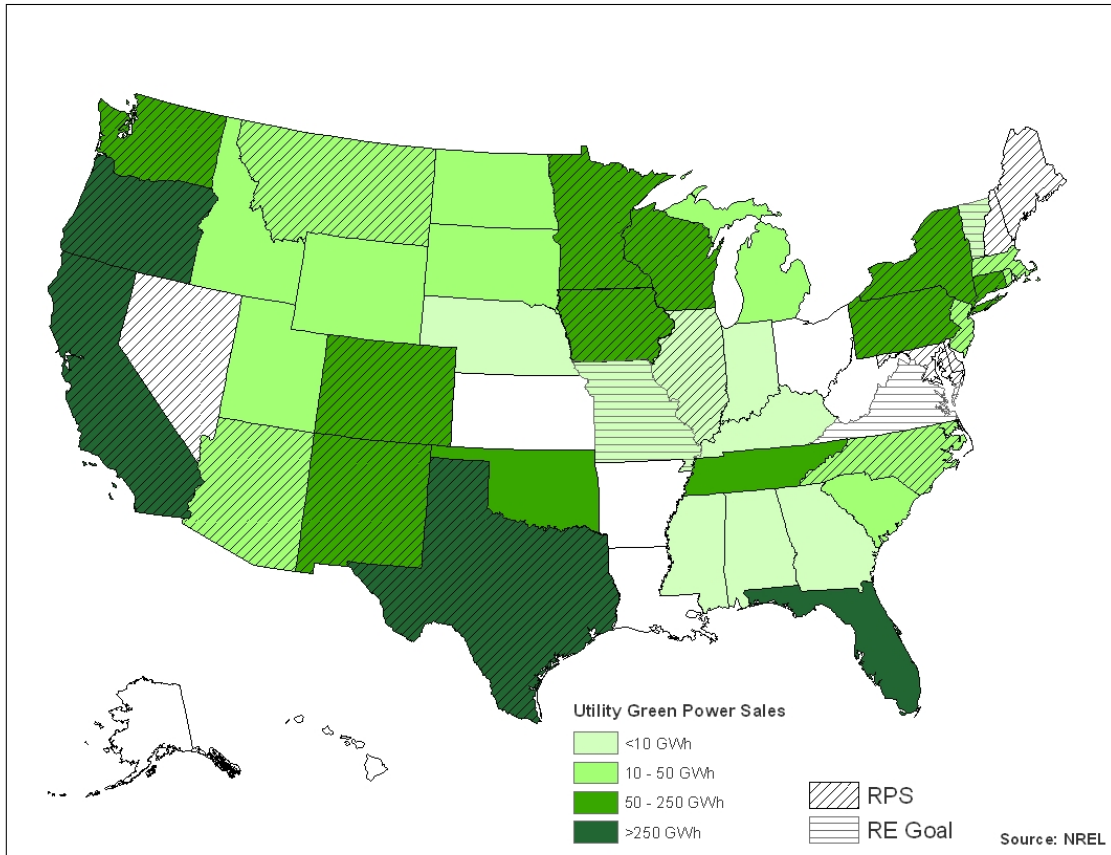 Utility Green Power Sales
<10 GWh
10 - 50 GWh
50 - 250 GWh
>250 GWh
RPS
RE Goal
Source: NREL